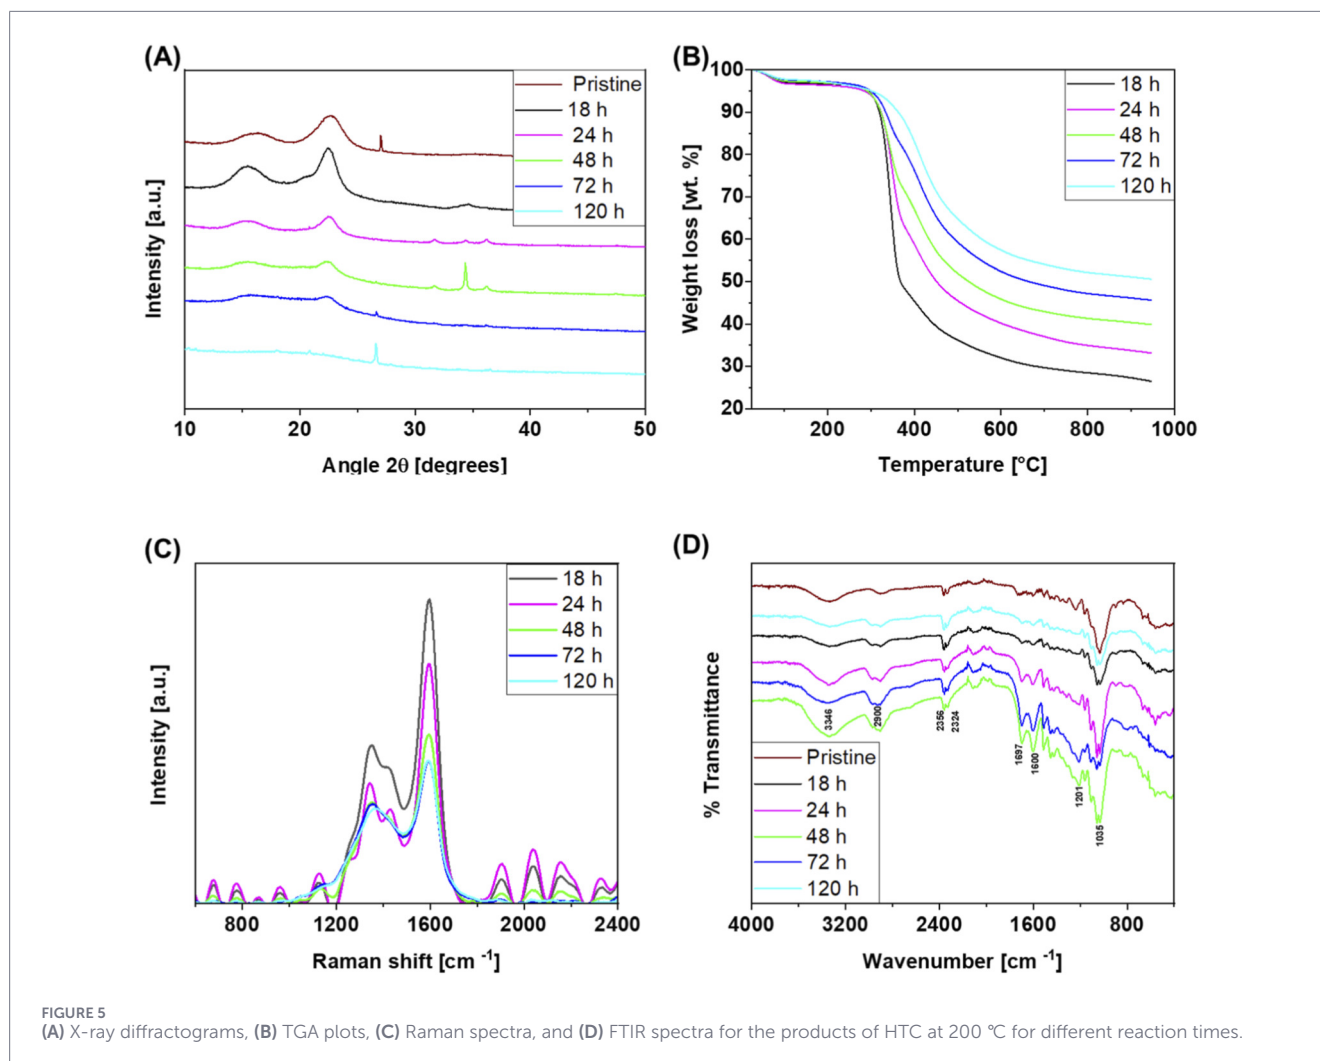 (A)
Pristine
18 h
24 h
48 h
72 h
120 h
Intensity [a.u.]
10 20 30 40 50
Angle 2θ [degrees]
(B)
100
90
80
70
60
50
40
30
20
18 h
24 h
48 h
72 h
120 h
Weight loss [wt. %]
200 400 600 800 1000
Temperature [°C]
(C)
18 h
24 h
48 h
72 h
120 h
Intensity [a.u.]
800 1200 1600 2000 2400
Raman shift [cm -1]
(D)
% Transmittance
3346
2900
2356
2324
1697
1600
1201
1035
Pristine
18 h
24 h
48 h
72 h
120 h
4000 3200 2400 1600 800
Wavenumber [cm -1]
FIGURE 5
(A) X-ray diffractograms, (B) TGA plots, (C) Raman spectra, and (D) FTIR spectra for the products of HTC at 200 °C for different reaction times.